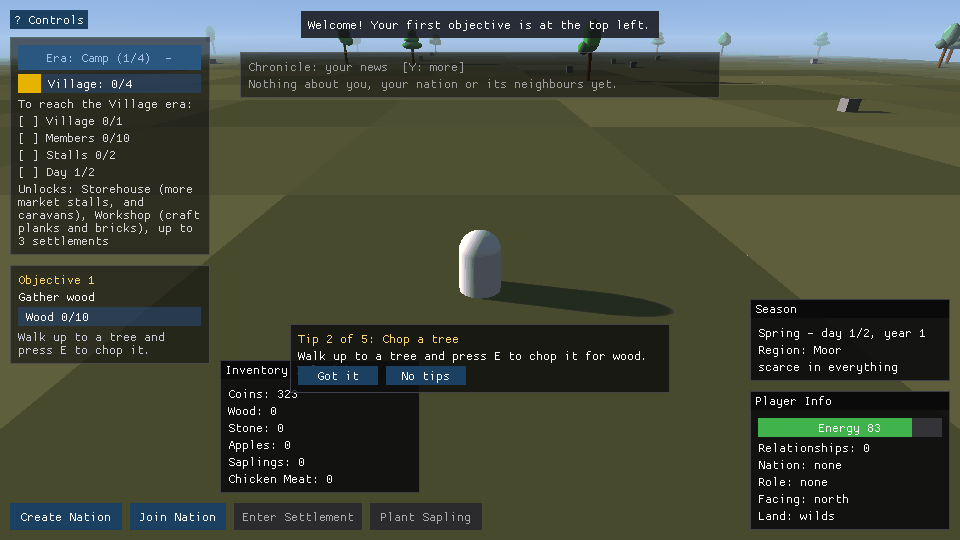 ? Controls
Welcome! Your first objective is at the top left.
Era: Camp (1/4) –
Village: 0/4
To reach the Village era:
[ ] Village 0/1
[ ] Members 0/10
[ ] Stalls 0/2
[ ] Day 1/2
Unlocks: Storehouse (more
market stalls, and
caravans), Workshop (craft
planks and bricks), up to
3 settlements
Chronicle: your news [Y: more]
Nothing about you, your nation or its neighbours yet.
Objective 1
Gather wood
Wood 0/10
Walk up to a tree and
press E to chop it.
Tip 2 of 5: Chop a tree
Walk up to a tree and press E to chop it for wood.
Got it
No tips
Inventory
Coins: 323
Wood: 0
Stone: 0
Apples: 0
Saplings: 0
Chicken Meat: 0
Season
Spring – day 1/2, year 1
Region: Moor
scarce in everything
Player Info
Energy 83
Relationships: 0
Nation: none
Role: none
Facing: north
Land: wilds
Create Nation
Join Nation
Enter Settlement
Plant Sapling